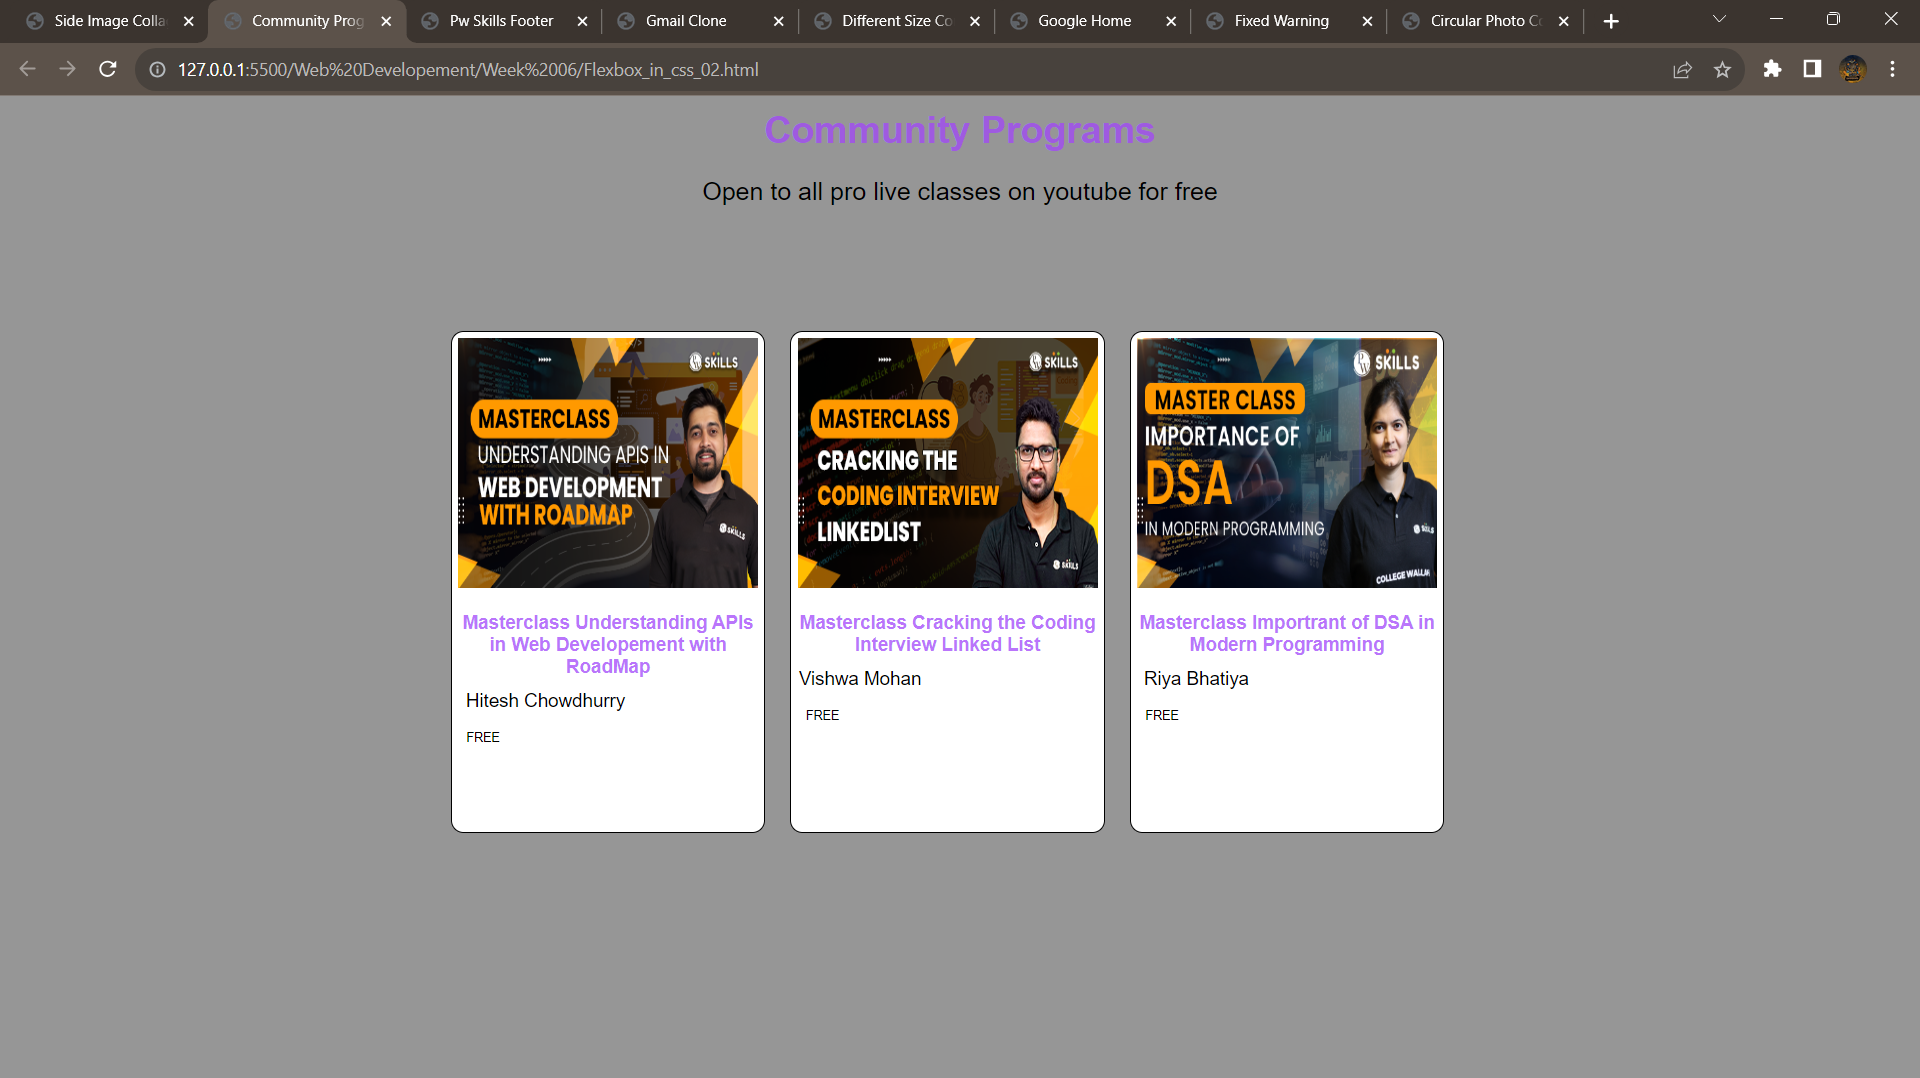 Side Image Colla
Community Prog
Pw Skills Footer
Gmail Clone
Different Size Co
Google Home
Fixed Warning
Circular Photo Co
127.0.0.1:5500/Web%20Developement/Week%2006/Flexbox_in_css_02.html
Community Programs
Open to all pro live classes on youtube for free
SKILLS
MASTERCLASS
UNDERSTANDING APIS IN
WEB DEVELOPMENT
WITH ROADMAP
SKILLS
Masterclass Understanding APIs
in Web Developement with
RoadMap
Hitesh Chowdhurry
FREE
SKILLS
MASTERCLASS
CRACKING THE
CODING INTERVIEW
LINKEDLIST
SKILLS
Masterclass Cracking the Coding
Interview Linked List
Vishwa Mohan
FREE
SKILLS
MASTER CLASS
IMPORTANCE OF
DSA
IN MODERN PROGRAMMING
SKILLS
COLLEGE WALLAH
Masterclass Importrant of DSA in
Modern Programming
Riya Bhatiya
FREE